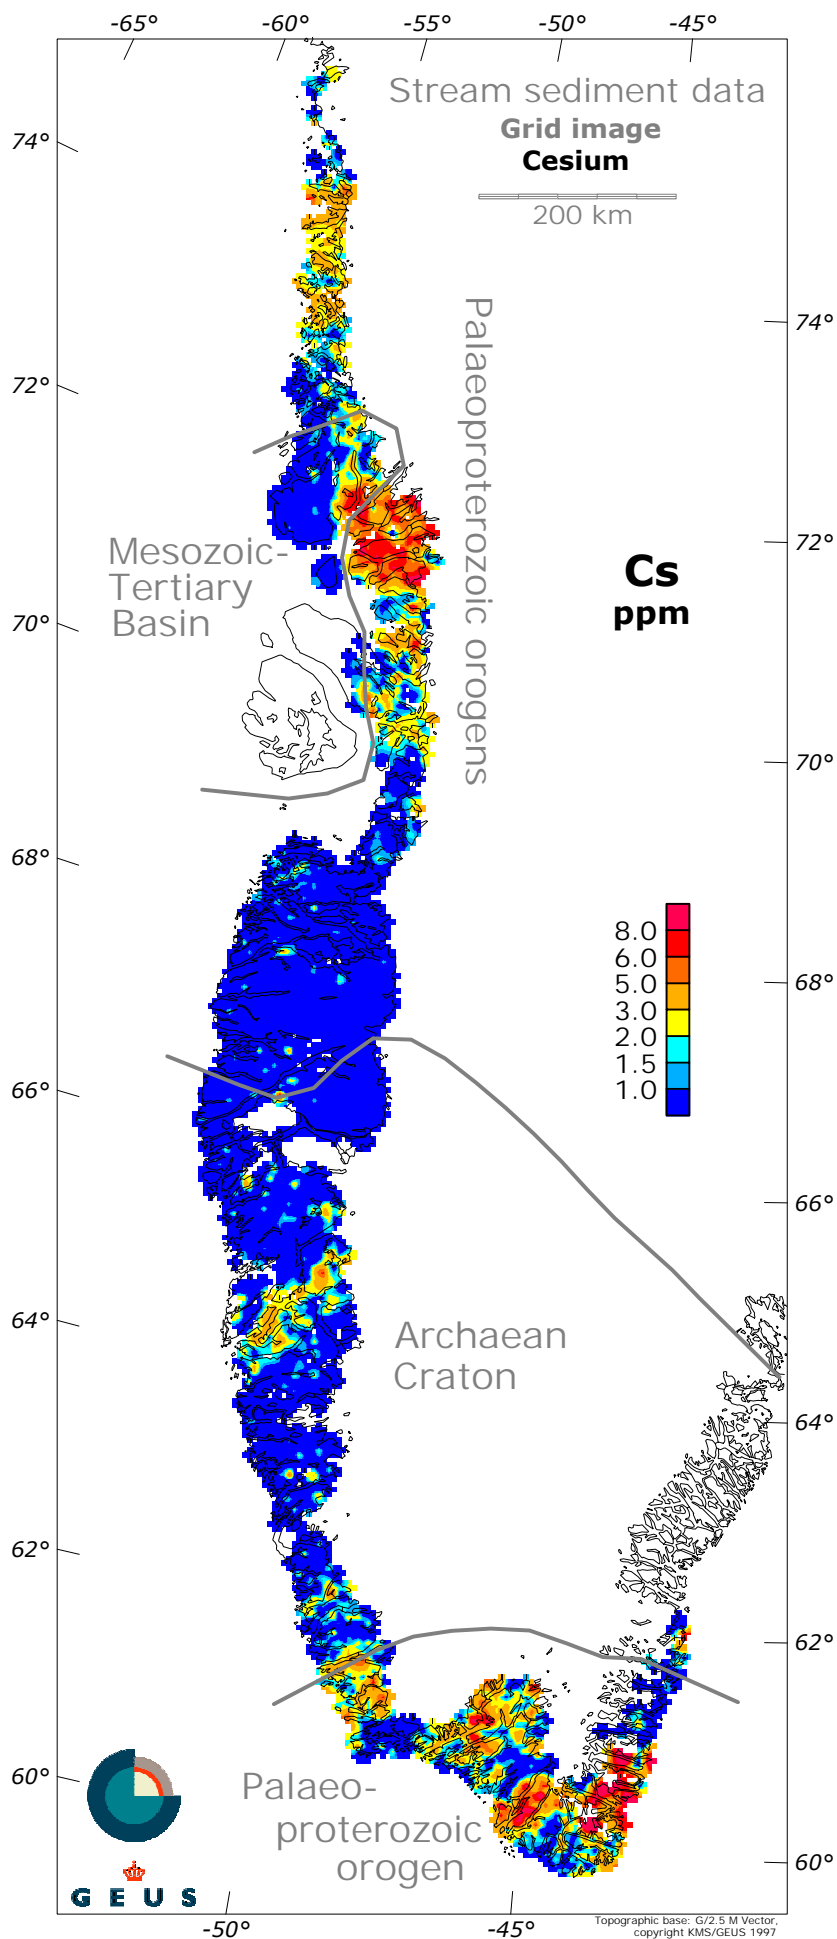 -65° -60° -55° -50° -45°
Stream sediment data
Grid image
Cesium
200 km
74°
74°
72°
72°
70°
70°
68°
68°
66°
66°
64°
64°
62°
62°
60°
60°
Palaeoproterozoic orogens
Mesozoic-
Tertiary
Basin
Cs
ppm
8.0
6.0
5.0
3.0
2.0
1.5
1.0
Archaean
Craton
Palaeo-
proterozoic
orogen
G E U S
-50° -45°
Topographic base: G/2.5 M Vector,
copyright KMS/GEUS 1997